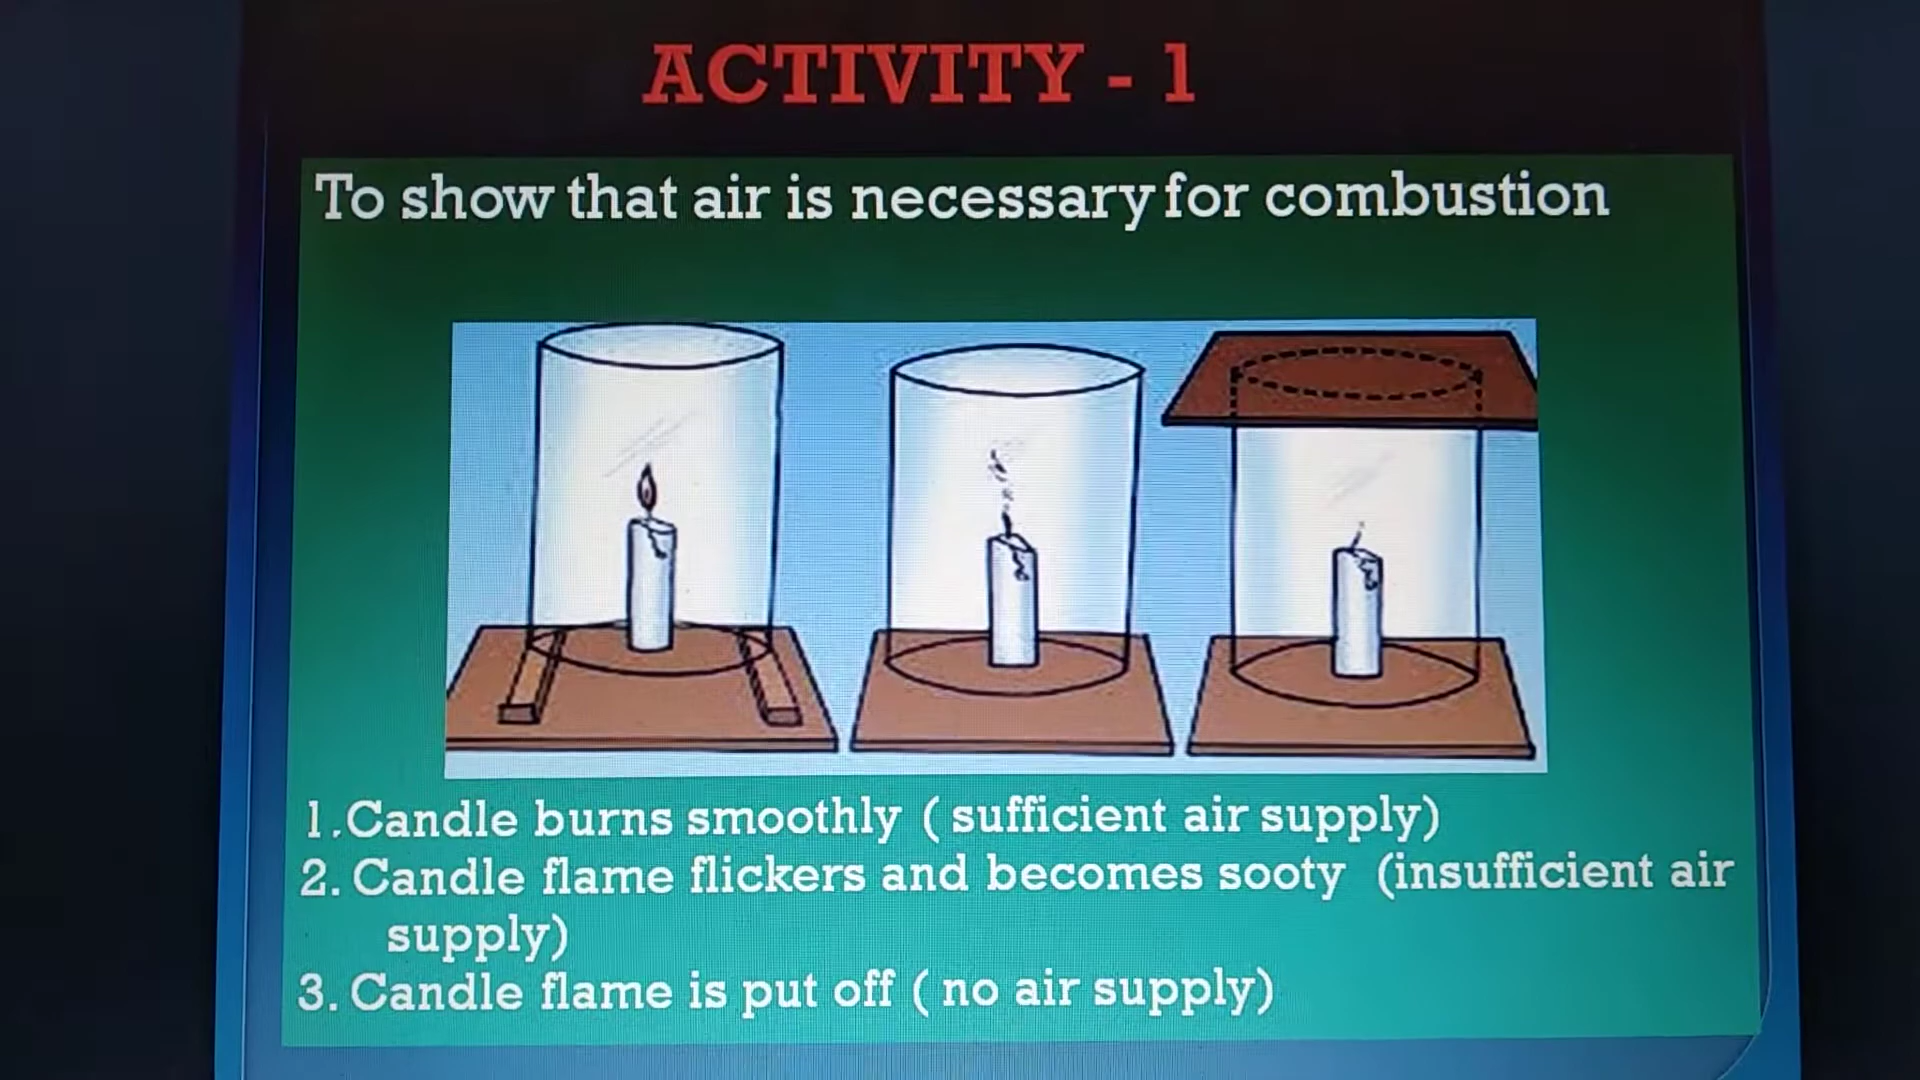 ACTIVITY - 1
To show that air is necessary for combustion
1.Candle burns smoothly ( sufficient air supply)
2. Candle flame flickers and becomes sooty (insufficient air
supply)
3. Candle flame is put off ( no air supply)